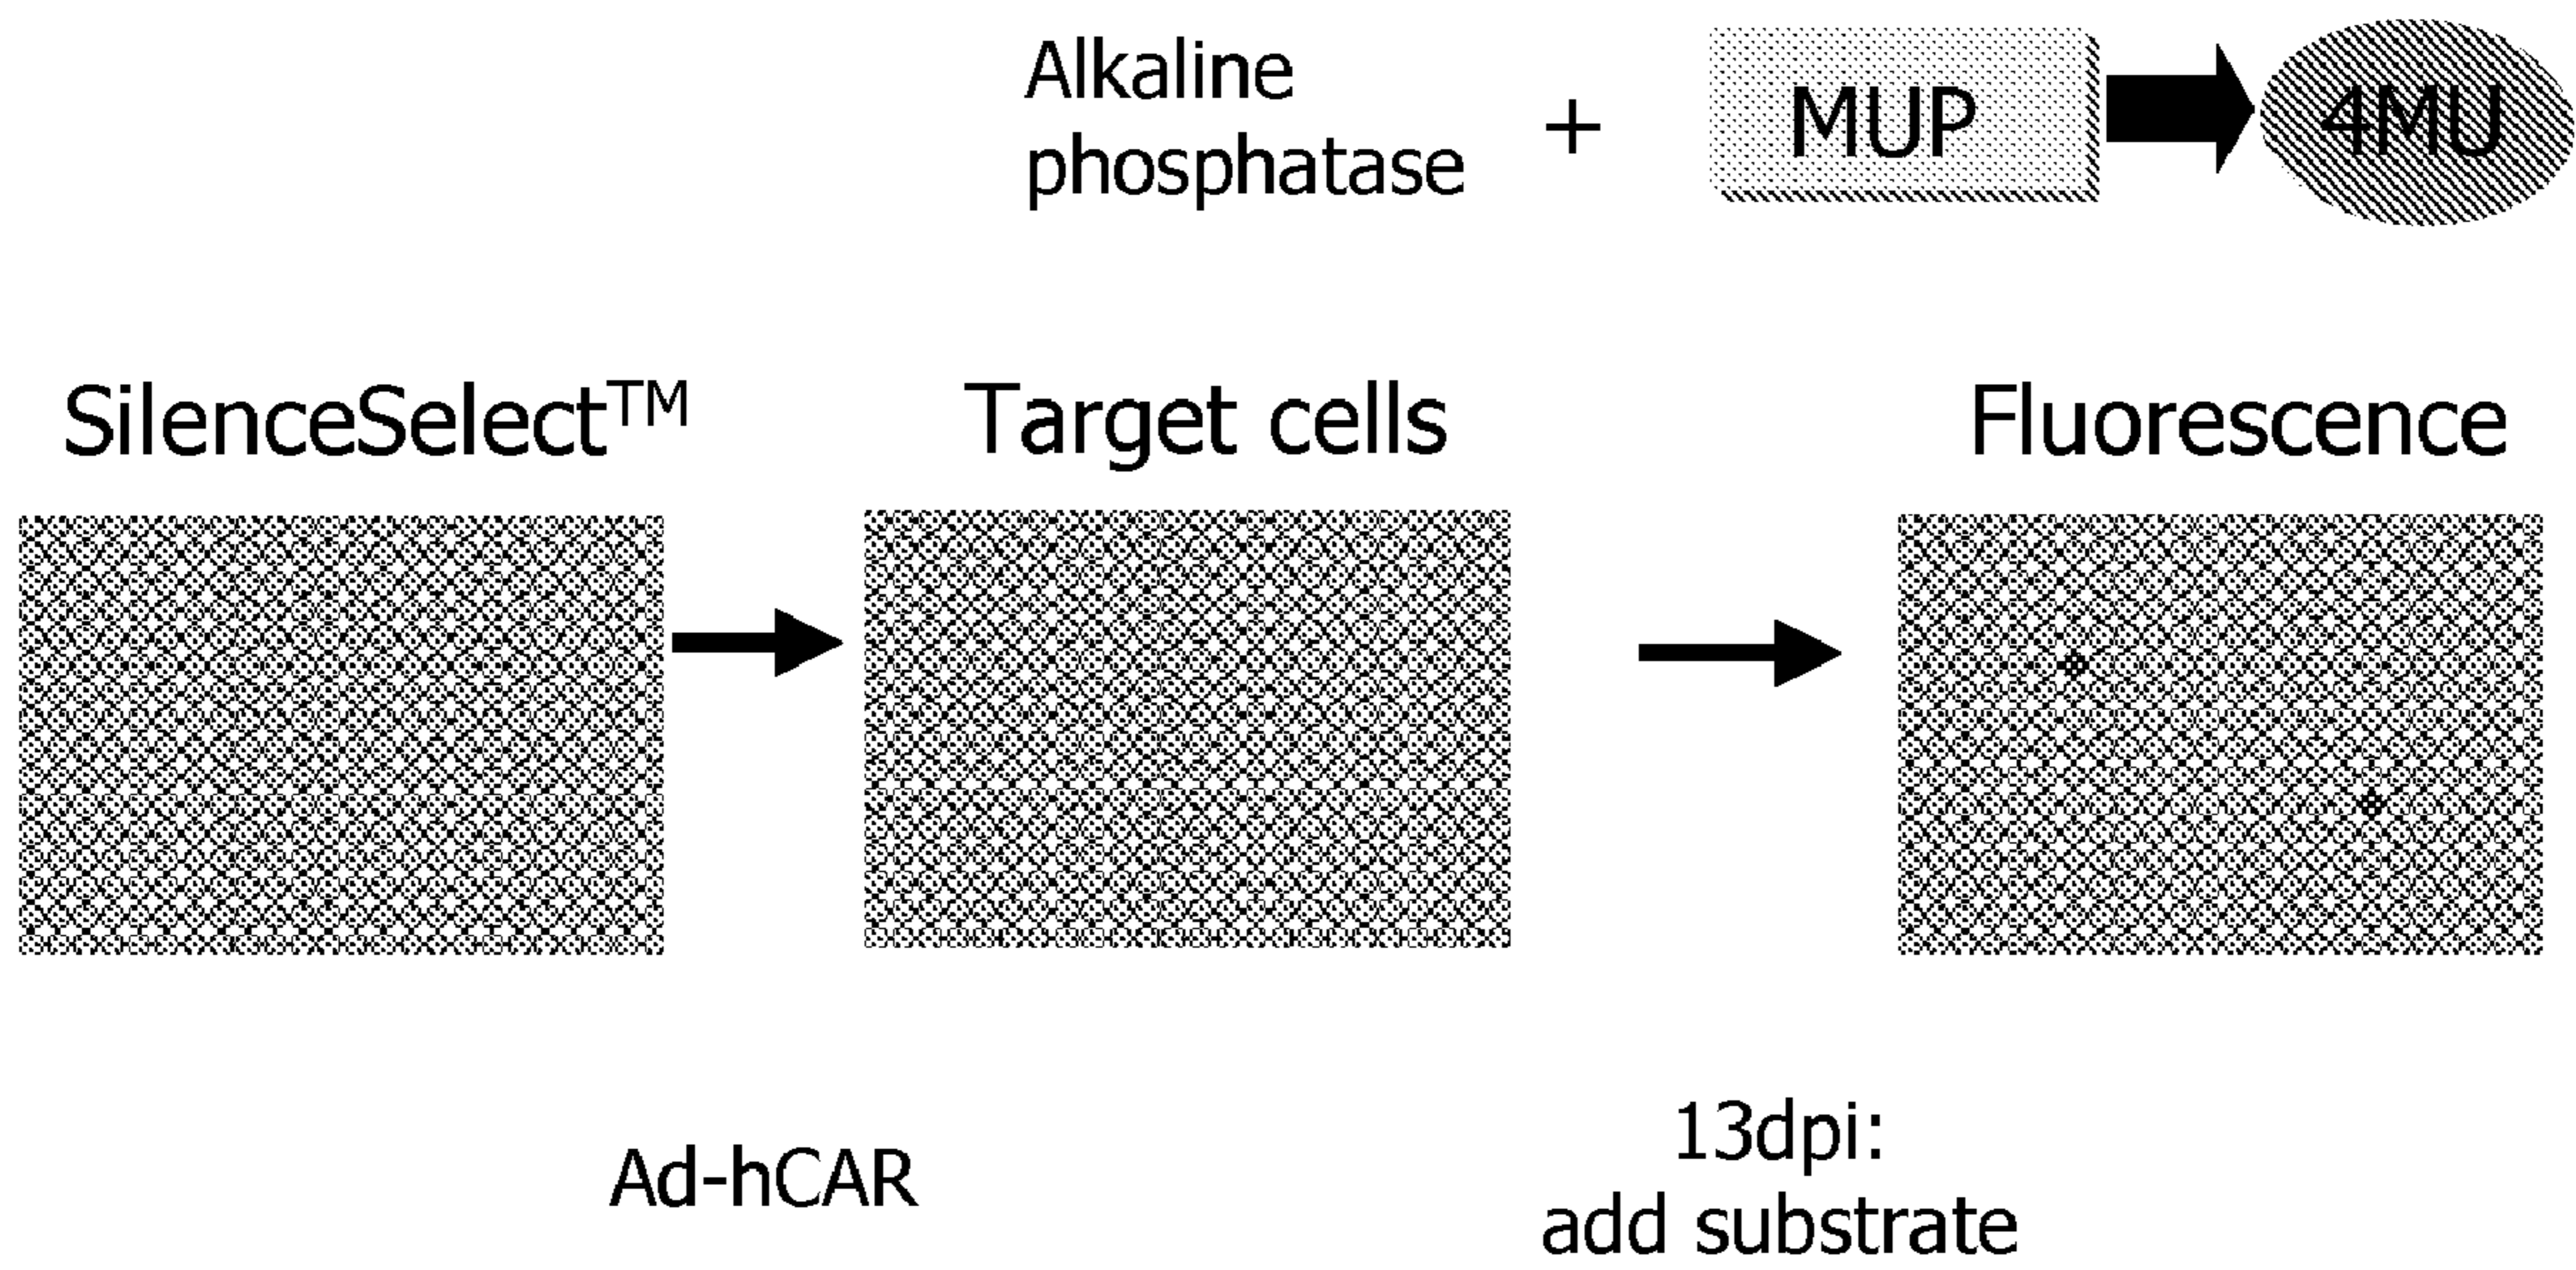 Alkaline
phosphatase
+
MUP
4MU
SilenceSelect™
Target cells
Fluorescence
Ad-hCAR
13dpi:
add substrate